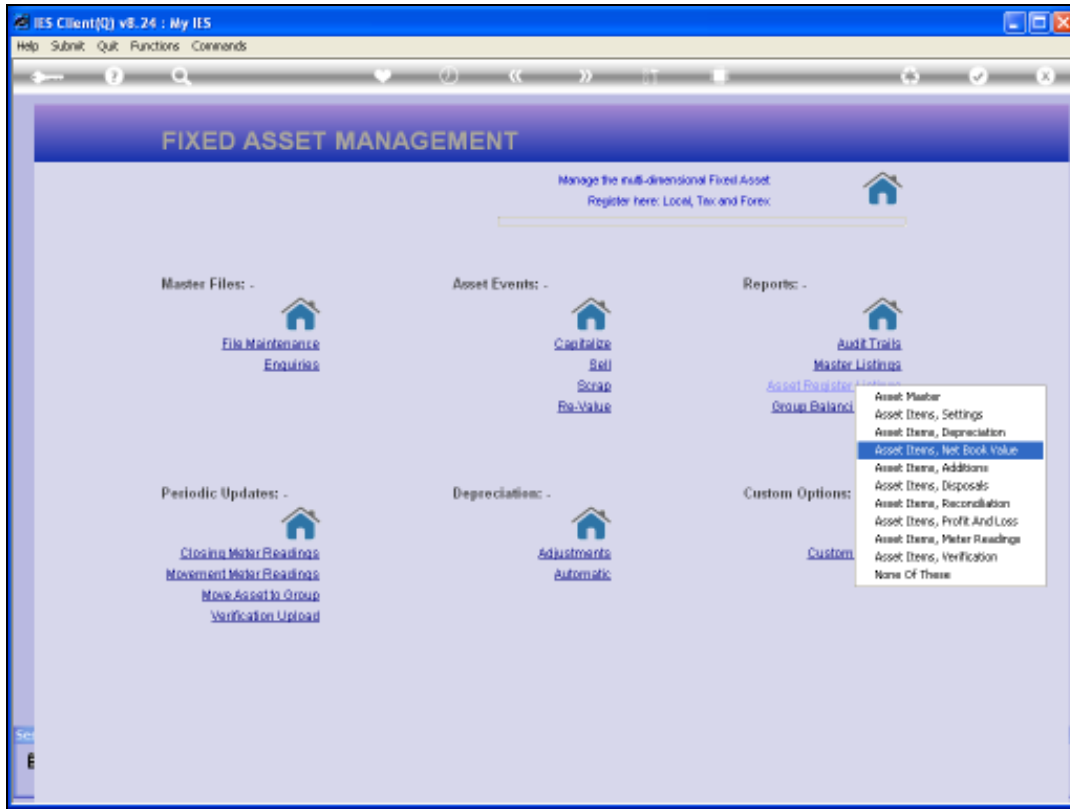 IES Client(Q) v8.24 : My IES
Help Submit Quit Functions Commands
FIXED ASSET MANAGEMENT
Manage the multi-dimensional Fixed Asset
Register here: Local, Tax and Forex
Master Files: -
File Maintenance
Enquiries
Asset Events: -
Capitalize
Sell
Scrap
Re-Value
Reports: -
Audit Trails
Master Listings
Asset Register Listings
Group Balanci
Asset Master
Asset Items, Settings
Asset Items, Depreciation
Asset Items, Net Book Value
Asset Items, Additions
Asset Items, Disposals
Asset Items, Reconciliation
Asset Items, Profit And Loss
Asset Items, Meter Readings
Asset Items, Verification
None Of These
Periodic Updates: -
Closing Meter Readings
Movement Meter Readings
Move Asset to Group
Verification Upload
Depreciation: -
Adjustments
Automatic
Custom Options:
Custom